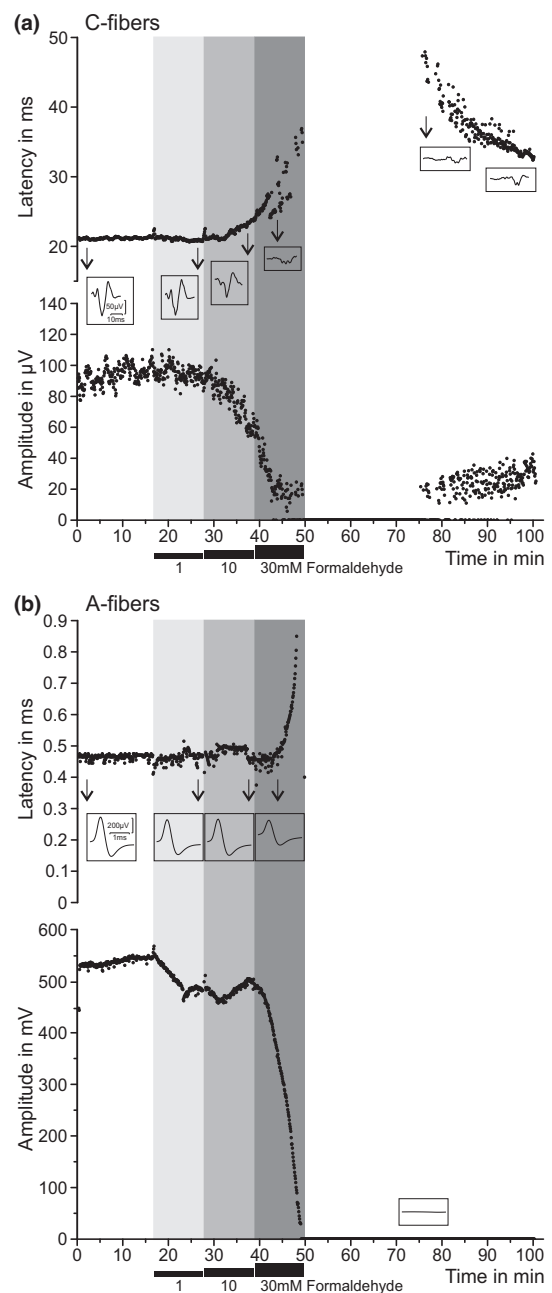 (a) C-fibers
50
40
30
20
Latency in ms
50µV
10ms
140
120
100
80
60
40
20
0
Amplitude in µV
0 10 20 30 40 50 60 70 80 90 100
Time in min
1 10 30mM Formaldehyde
(b) A-fibers
0.9
0.8
0.7
0.6
0.5
0.4
0.3
0.2
0.1
0
Latency in ms
200µV
1ms
600
500
400
300
200
100
0
Amplitude in mV
0 10 20 30 40 50 60 70 80 90 100
Time in min
1 10 30mM Formaldehyde